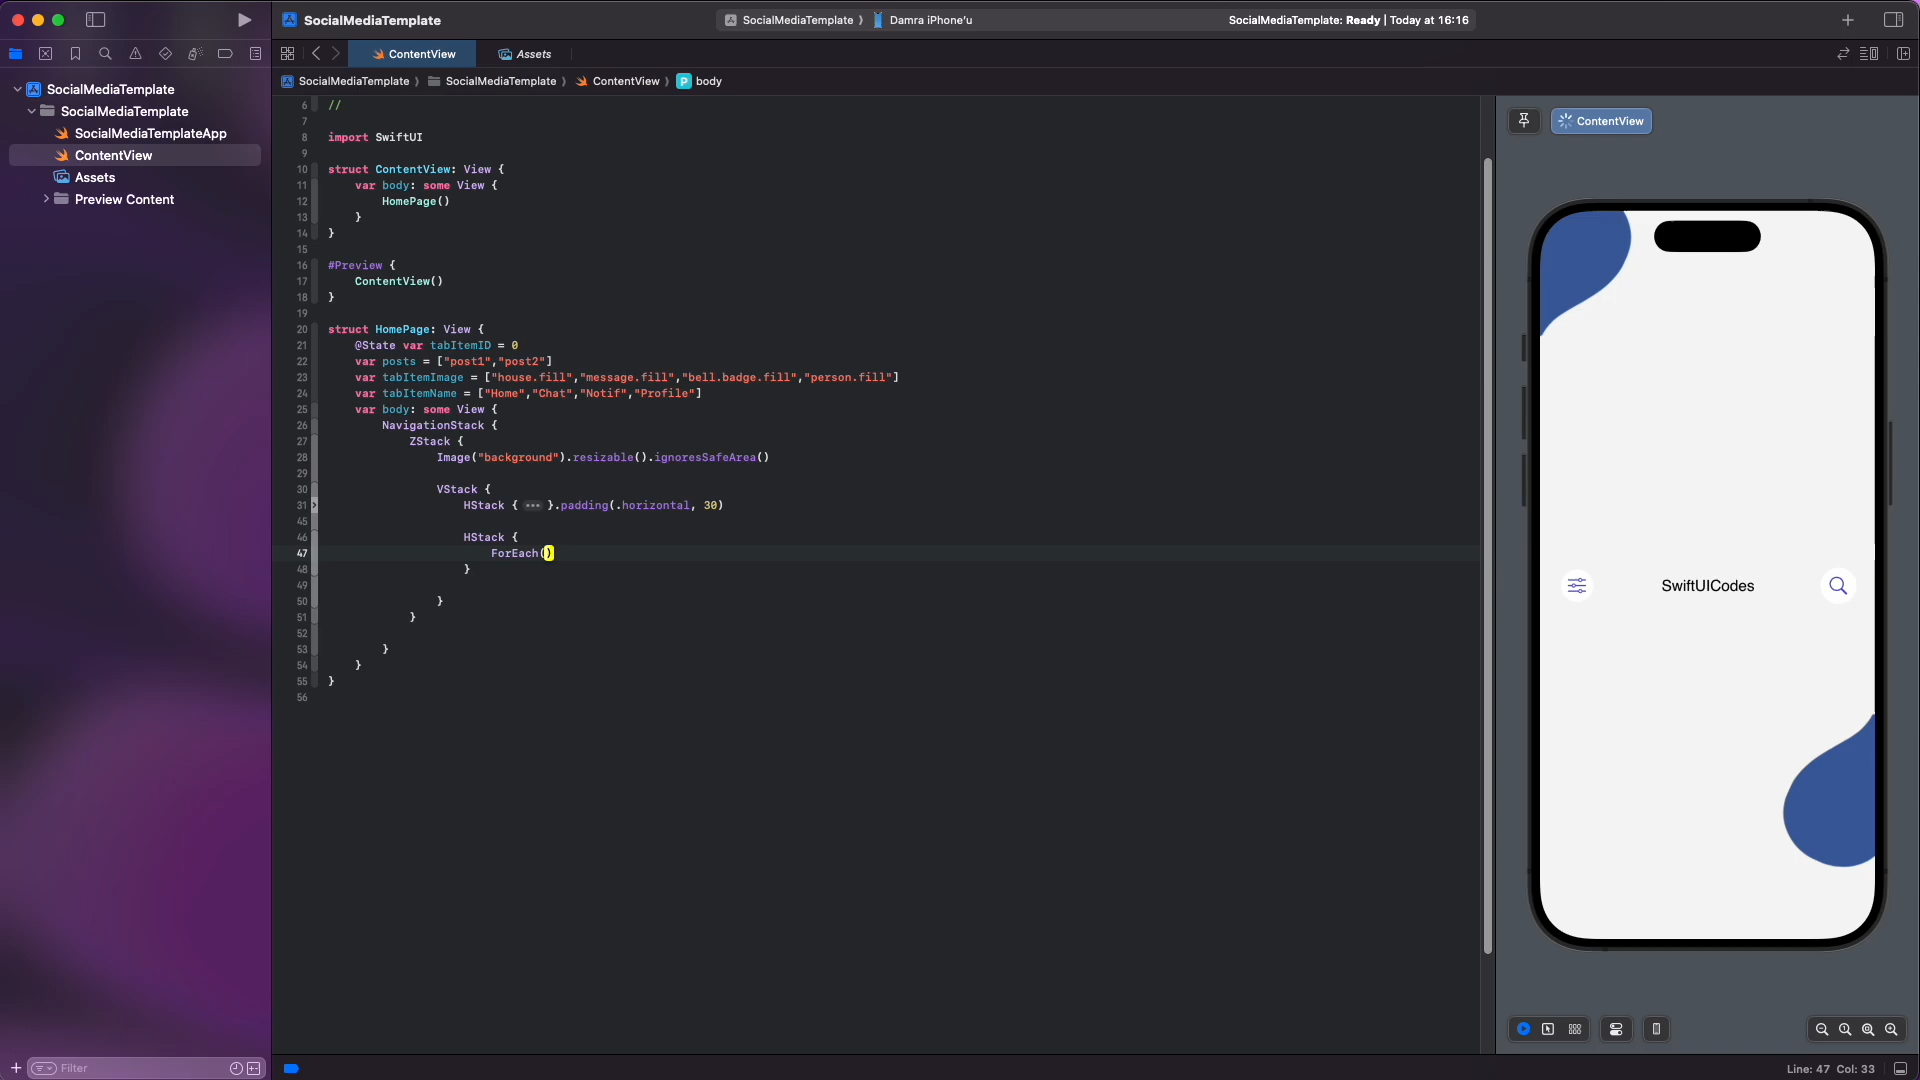 SocialMediaTemplate
SocialMediaTemplate
Damra iPhone'u
SocialMediaTemplate: Ready | Today at 16:16
ContentView
Assets
SocialMediaTemplate
SocialMediaTemplate
ContentView
body
SocialMediaTemplate
SocialMediaTemplate
SocialMediaTemplateApp
ContentView
Assets
Preview Content
6 //
7
8 import SwiftUI
9
10 struct ContentView: View {
11 var body: some View {
12 HomePage()
13 }
14 }
15
16 #Preview {
17 ContentView()
18 }
19
20 struct HomePage: View {
21 @State var tabItemID = 0
22 var posts = ["post1","post2"]
23 var tabItemImage = ["house.fill","message.fill","bell.badge.fill","person.fill"]
24 var tabItemName = ["Home","Chat","Notif","Profile"]
25 var body: some View {
26 NavigationStack {
27 ZStack {
28 Image("background").resizable().ignoresSafeArea()
29
30 VStack {
31 HStack { ••• }.padding(.horizontal, 30)
45
46 HStack {
47 ForEach()
48 }
49
50 }
51 }
52
53 }
54 }
55 }
56
ContentView
SwiftUICodes
Filter
Line: 47 Col: 33